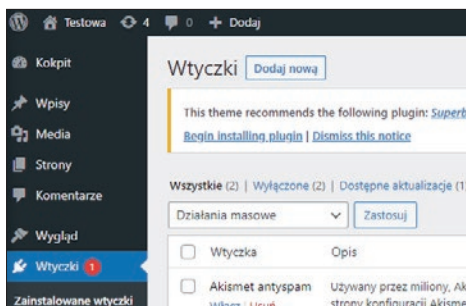 Testowa 4 0 + Dodaj
Kokpit
Wpisy
Media
Strony
Komentarze
Wygląd
Wtyczki 1
Zainstalowane wtyczki
Wtyczki Dodaj nową
This theme recommends the following plugin:
Begin installing plugin | Dismiss this notice
Wszystkie (2) | Wyłączone (2) | Dostępne aktualizacje (1
Działania masowe Zastosuj
Wtyczka Opis
Akismet antyspam Używany przez miliony,
Włącz Usuń strony konfiguracji